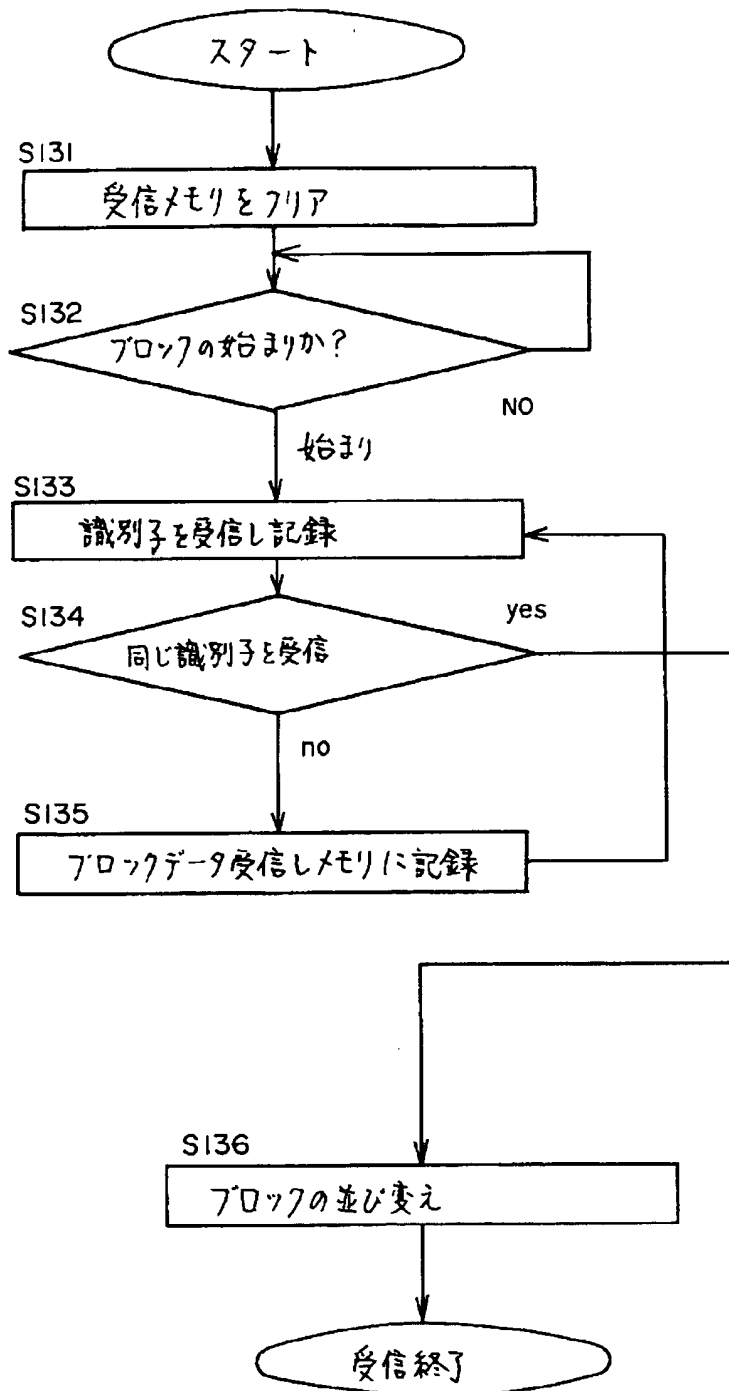 スタート
S131
受信メモリをクリア
S132
ブロックの始まりか?
NO
始まり
S133
識別子を受信し記録
S134
yes
同じ識別子を受信
no
S135
ブロックデータ受信しメモリに記録
S136
ブロックの並び変え
受信終了